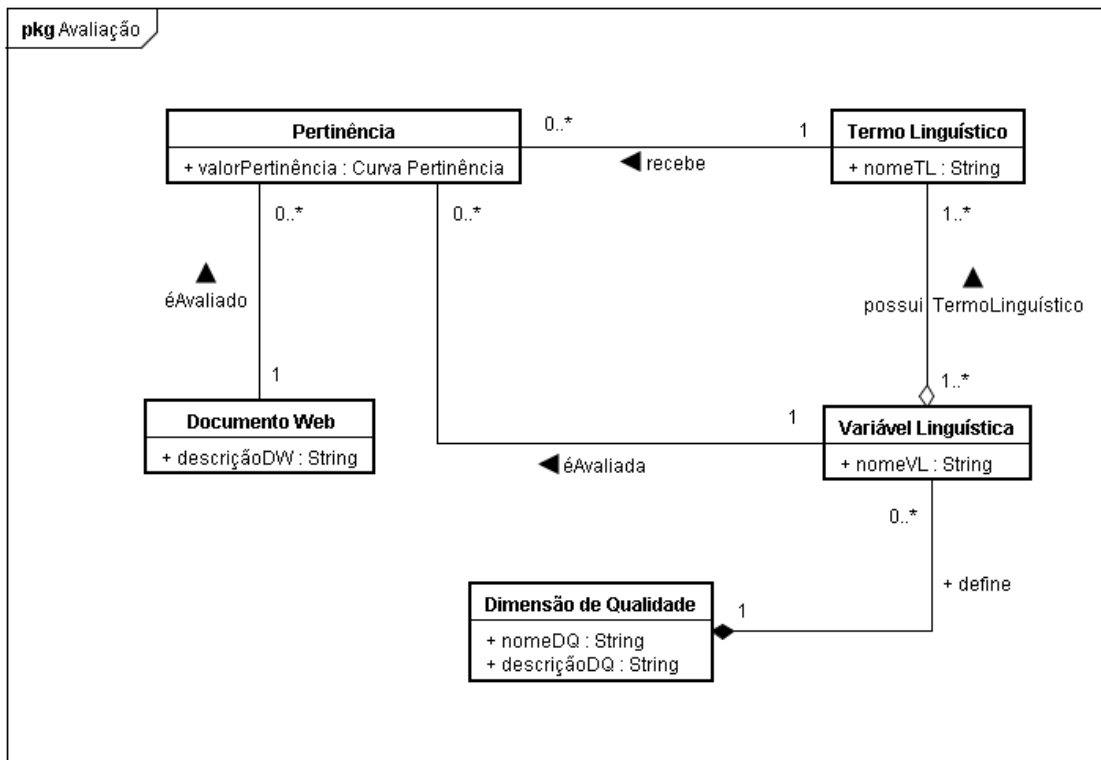 pkg Avaliação
Pertinência
+ valorPertinência : Curva Pertinência
0..*
1
recebe
Termo Linguístico
+ nomeTL : String
0..*
0..*
1..*
éAvaliado
possui TermoLinguístico
1
1..*
Documento Web
+ descriçãoDW : String
1
éAvaliada
Variável Linguística
+ nomeVL : String
0..*
+ define
Dimensão de Qualidade
+ nomeDQ : String
+ descriçãoDQ : String
1